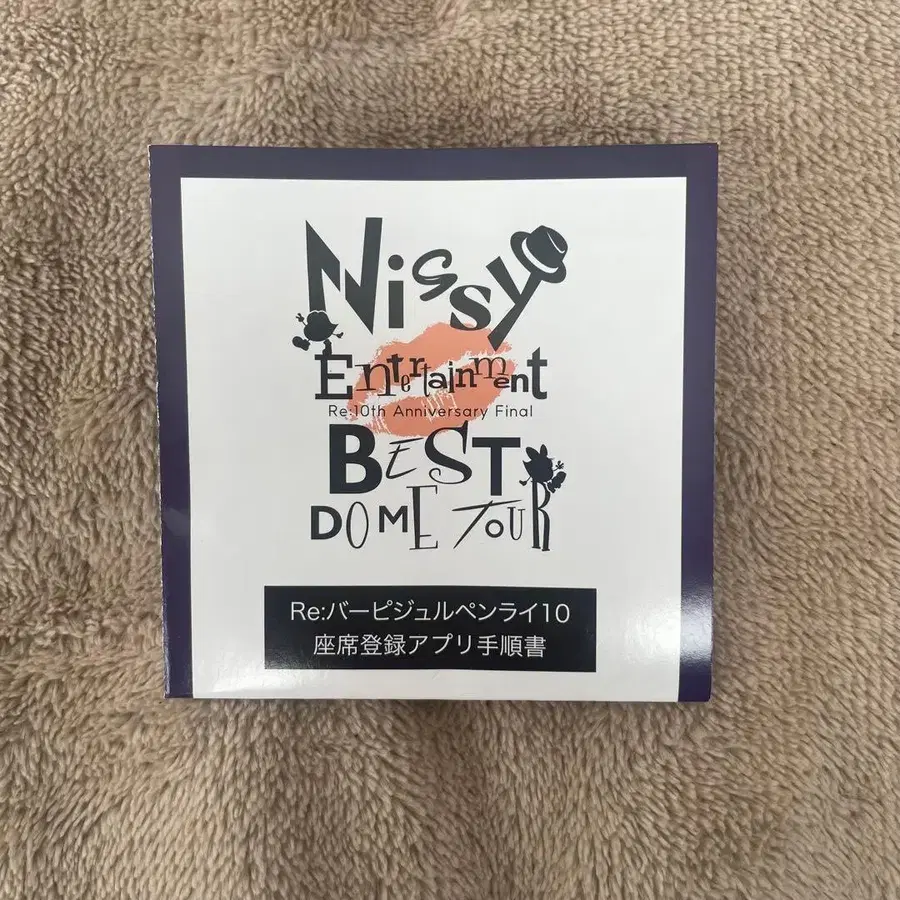 Nissy
Entertainment
Re:10th Anniversary Final
BEST
DOME TOUR
Re:バーピジュルペンライ10
座席登録アプリ手順書